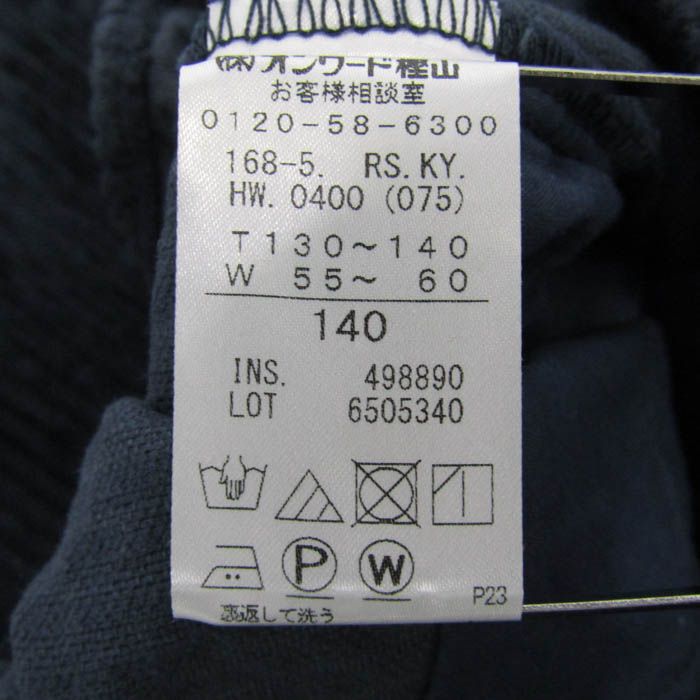 (株)オンワード樫山
お客様相談室
0120-58-6300
168-5. RS.KY.
HW. 0400 (075)
T 130~140
W 55~ 60
140
INS. 498890
LOT 6505340
P W
裏返して洗う
P23